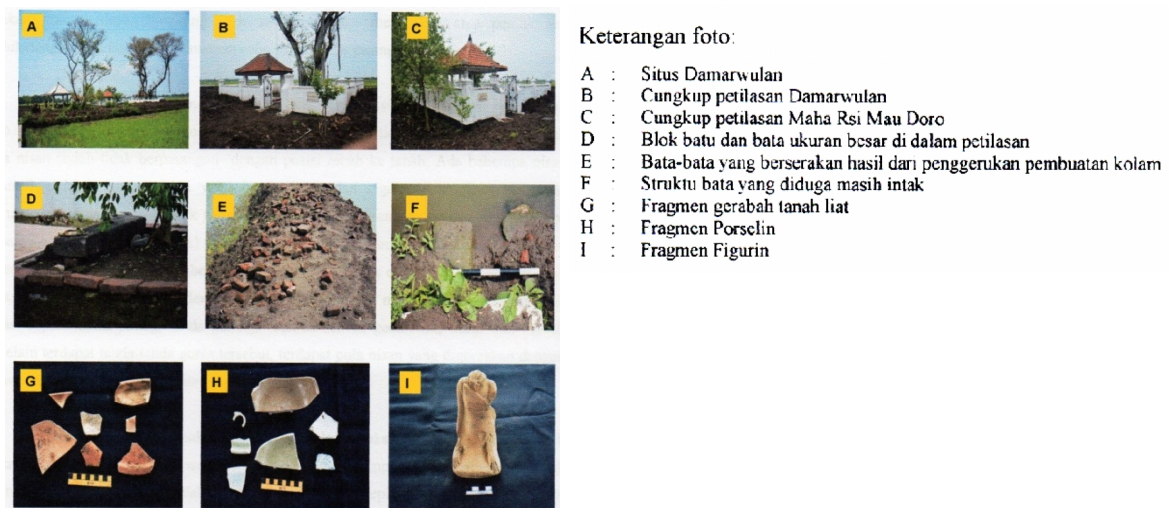 A
B
C
D
E
F
G
H
I
Keterangan foto:
A : Situs Damarwulan
B : Cungkup petilasan Damarwulan
C : Cungkup petilasan Maha Rsi Mau Doro
D : Blok batu dan bata ukuran besar di dalam petilasan
E : Bata-bata yang berserakan hasil dari penggerukan pembuatan kolam
F : Struktu bata yang diduga masih intak
G : Fragmen gerabah tanah liat
H : Fragmen Porselin
I : Fragmen Figurin